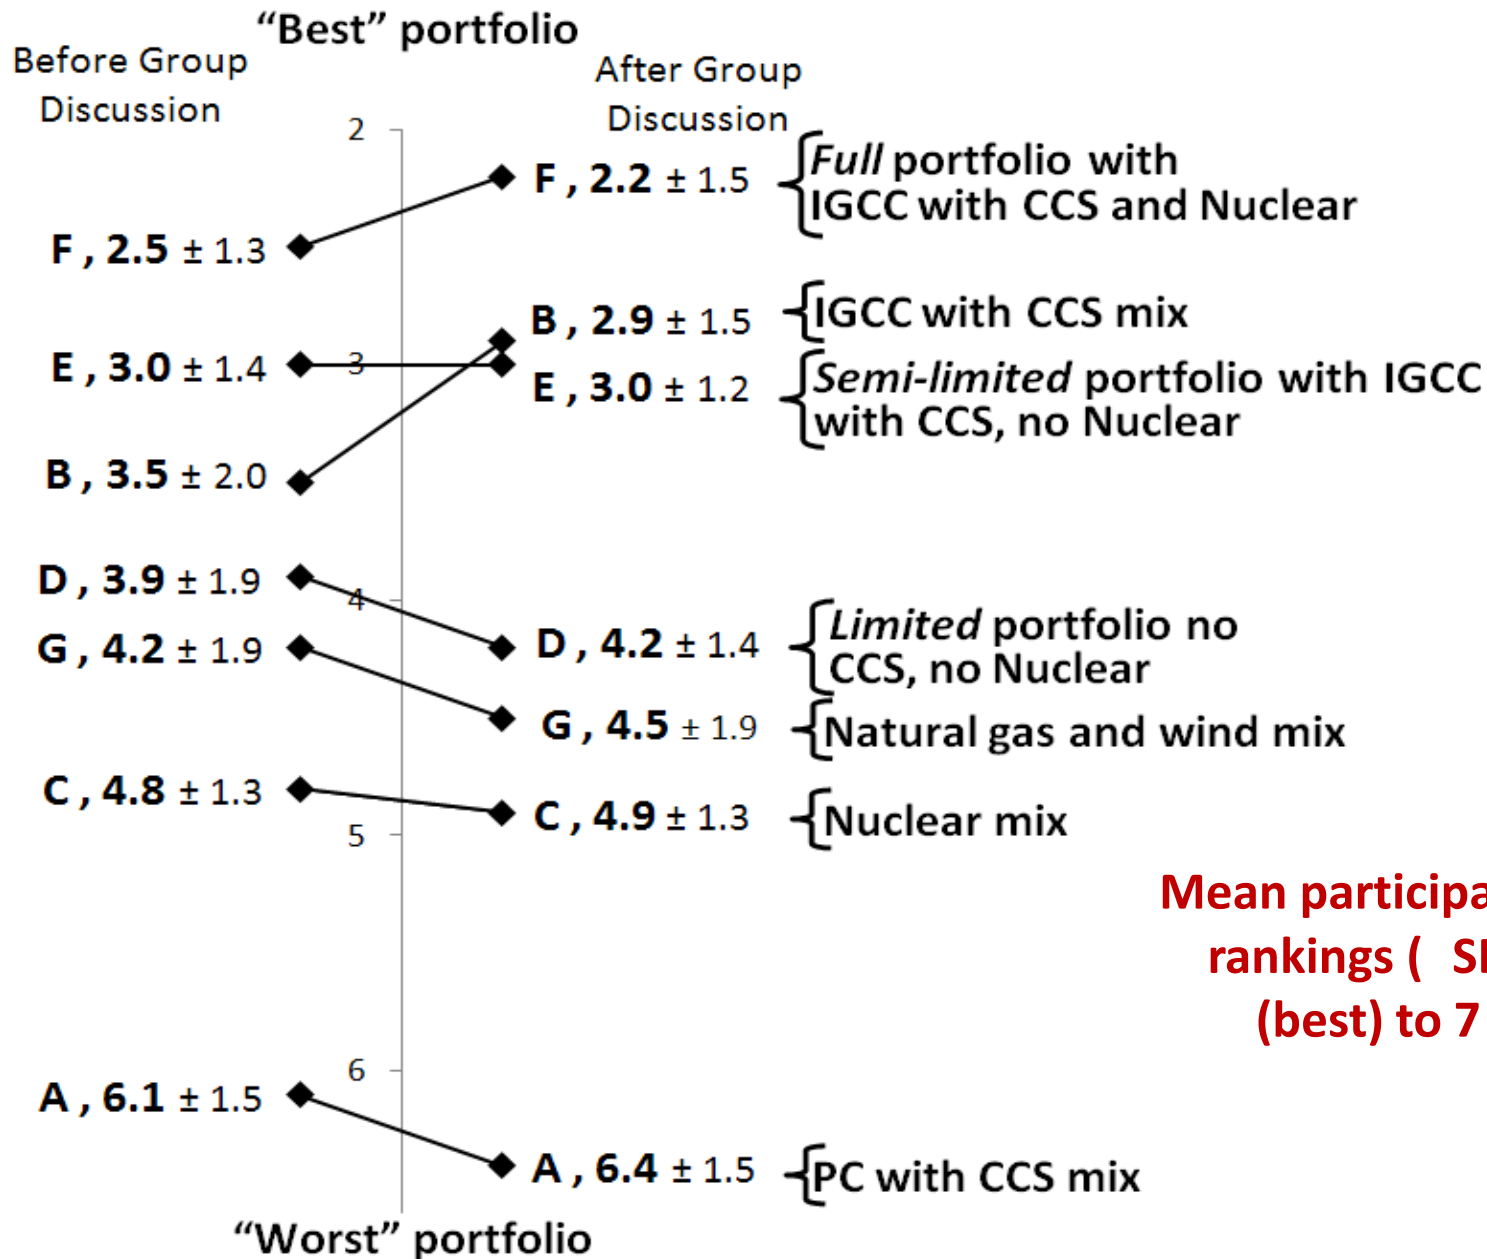 “Best” portfolio
Before Group
Discussion
After Group
Discussion
2
F , 2.2 ± 1.5
Full portfolio with
IGCC with CCS and Nuclear
F , 2.5 ± 1.3
B , 2.9 ± 1.5
IGCC with CCS mix
E , 3.0 ± 1.4
3
E , 3.0 ± 1.2
Semi-limited portfolio with IGCC
with CCS, no Nuclear
B , 3.5 ± 2.0
D , 3.9 ± 1.9
4
G , 4.2 ± 1.9
D , 4.2 ± 1.4
Limited portfolio no
CCS, no Nuclear
G , 4.5 ± 1.9
Natural gas and wind mix
C , 4.8 ± 1.3
C , 4.9 ± 1.3
Nuclear mix
5
Mean
rankings (
(best) to 7
6
A , 6.1 ± 1.5
A , 6.4 ± 1.5
PC with CCS mix
“Worst” portfolio